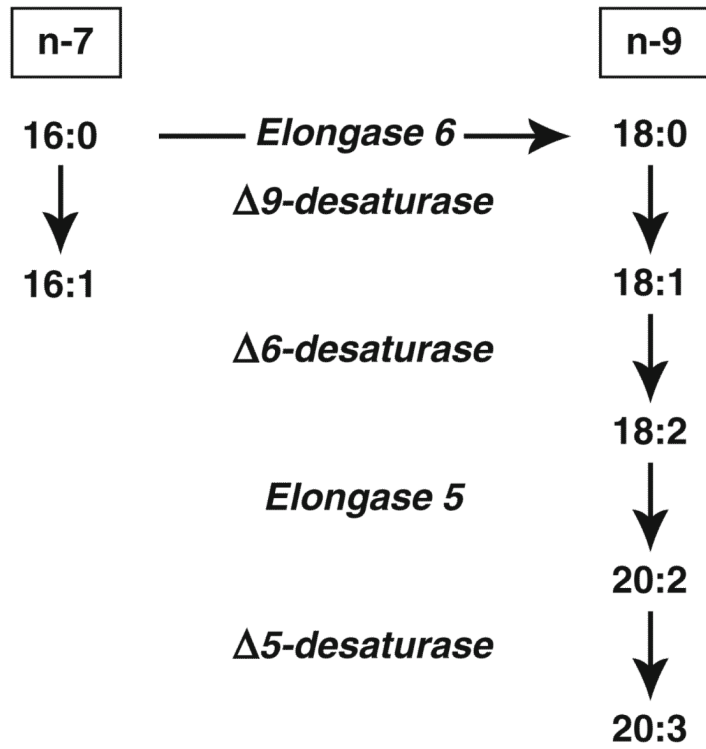 n-7 n-9
16:0 Elongase 6 18:0
Δ9-desaturase
16:1 18:1
Δ6-desaturase
18:2
Elongase 5
20:2
Δ5-desaturase
20:3